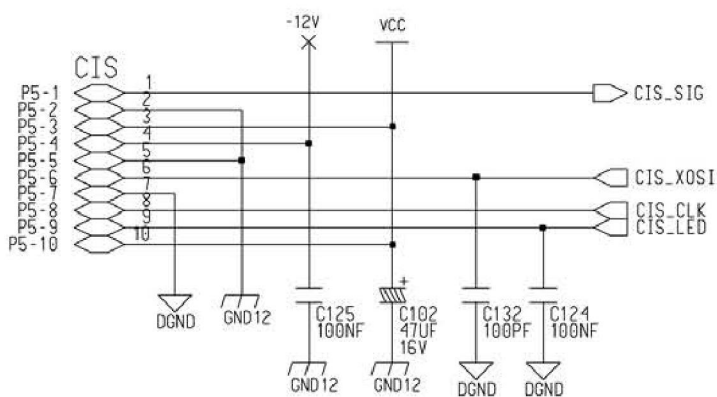 -12V
VCC
CIS
P5-1 1 CIS_SIG
P5-2 2
P5-3 3
P5-4 4
P5-5 5
P5-6 6 CIS_XOSI
P5-7 7
P5-8 8 CIS_CLK
P5-9 9 CIS_LED
P5-10 10
DGND
GND12
C125
100NF
C102
47UF
16V
C132
100PF
C124
100NF
+
GND12
GND12
DGND
DGND